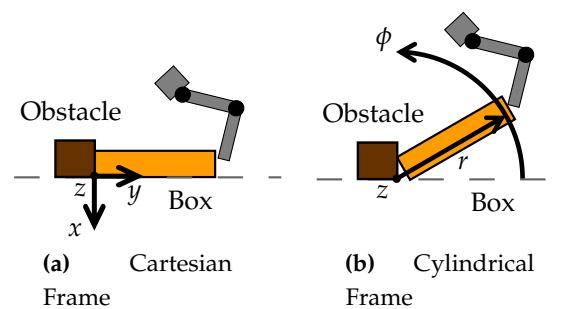 Obstacle
z
y
Box
x
(a) Cartesian
Frame
ϕ
Obstacle
r
z
Box
(b) Cylindrical
Frame